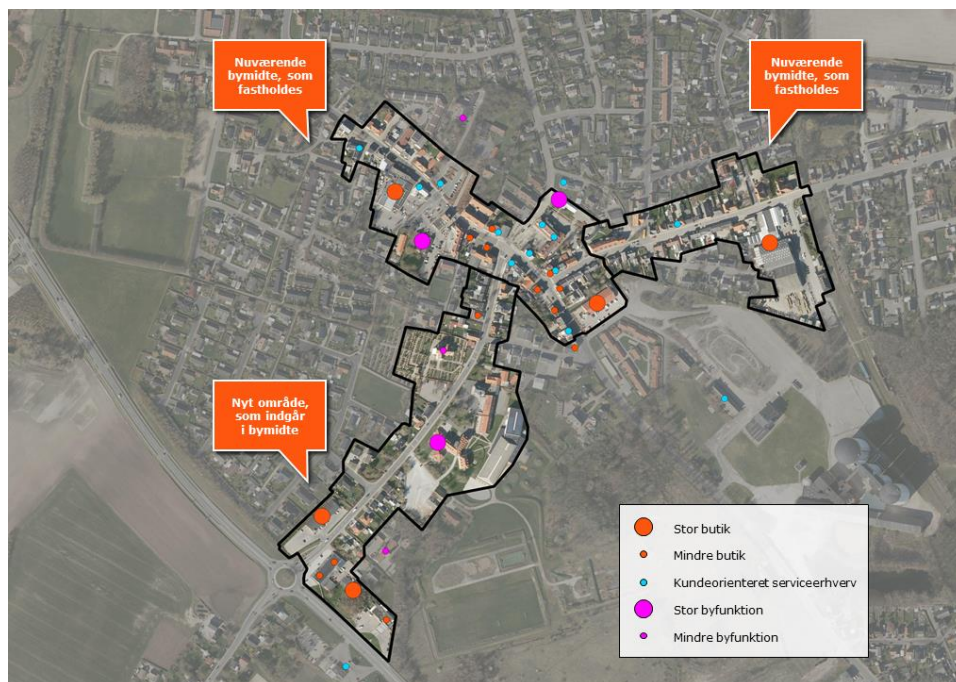 Nuværende
bymidte, som
fastholdes
Nuværende
bymidte, som
fastholdes
Nyt område,
som indgår
i bymidte
Stor butik
Mindre butik
Kundeorienteret serviceerhverv
Stor byfunktion
Mindre byfunktion